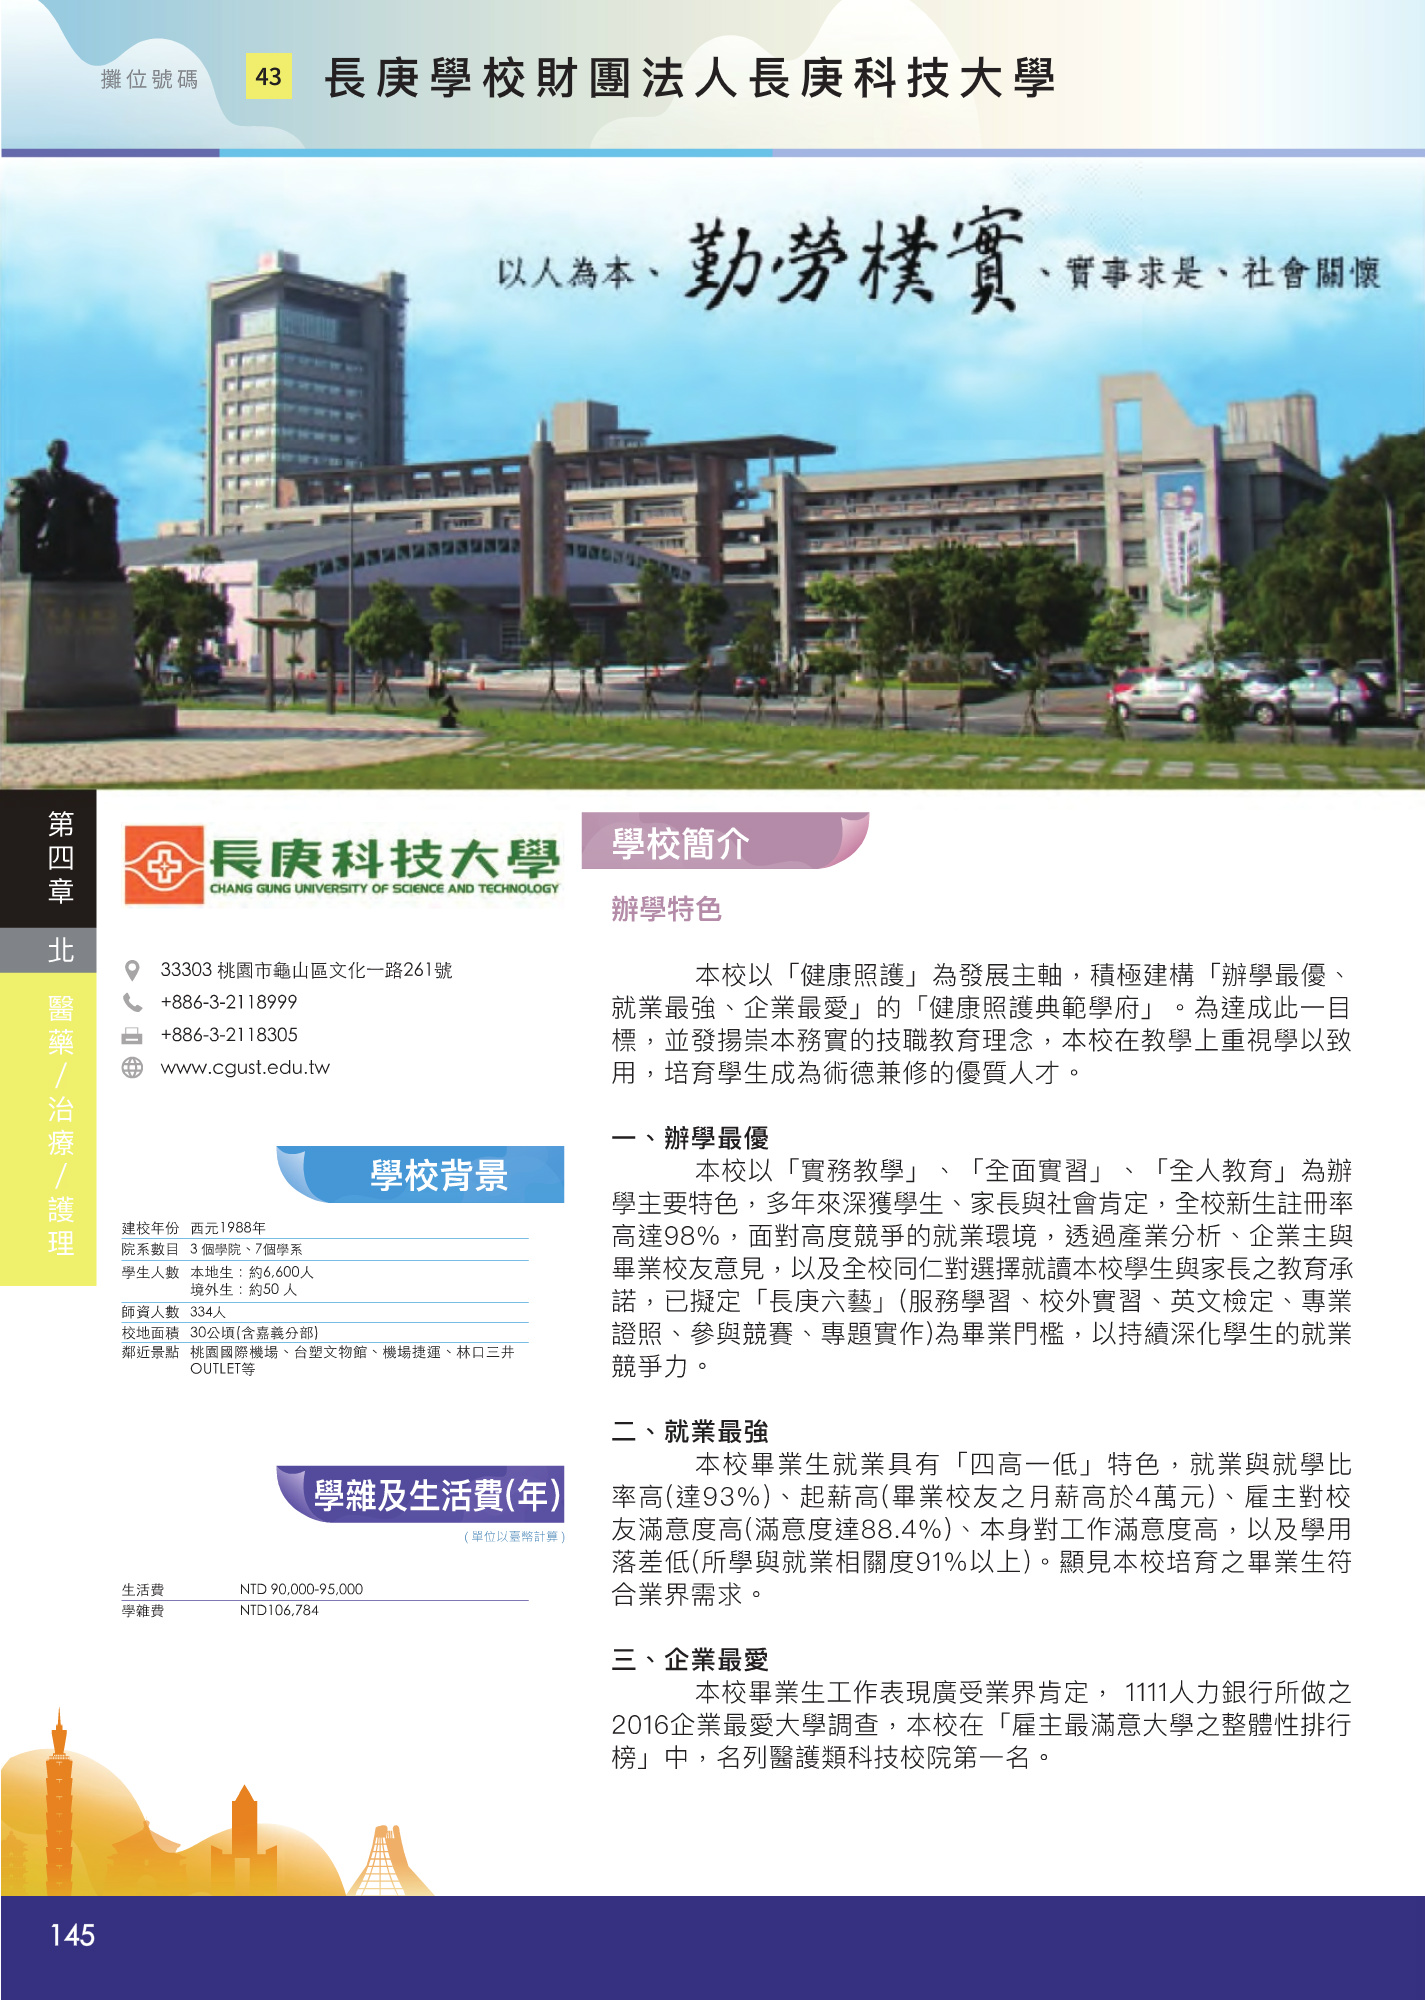 攤位號碼 43 長庚學校財團法人長庚科技大學
以人為本、勤勞樸實、實事求是、社會關懷
第四章
北
醫藥/治療/護理
長庚科技大學
CHANG GUNG UNIVERSITY OF SCIENCE AND TECHNOLOGY
33303 桃園市龜山區文化一路261號
+886-3-2118999
+886-3-2118305
www.cgust.edu.tw
學校背景
建校年份 西元1988年
院系數目 3 個學院、7個學系
學生人數 本地生：約6,600人
境外生：約50 人
師資人數 334人
校地面積 30公頃(含嘉義分部)
鄰近景點 桃園國際機場、台塑文物館、機場捷運、林口三井
OUTLET等
學雜及生活費(年)
(單位以臺幣計算)
生活費 NTD 90,000-95,000
學雜費 NTD106,784
學校簡介
辦學特色
本校以「健康照護」為發展主軸，積極建構「辦學最優、
就業最強、企業最愛」的「健康照護典範學府」。為達成此一目
標，並發揚崇本務實的技職教育理念，本校在教學上重視學以致
用，培育學生成為術德兼修的優質人才。
一、辦學最優
本校以「實務教學」、「全面實習」、「全人教育」為辦
學主要特色，多年來深獲學生、家長與社會肯定，全校新生註冊率
高達98%，面對高度競爭的就業環境，透過產業分析、企業主與
畢業校友意見，以及全校同仁對選擇就讀本校學生與家長之教育承
諾，已擬定「長庚六藝」(服務學習、校外實習、英文檢定、專業
證照、參與競賽、專題實作)為畢業門檻，以持續深化學生的就業
競爭力。
二、就業最強
本校畢業生就業具有「四高一低」特色，就業與就學比
率高(達93%)、起薪高(畢業校友之月薪高於4萬元)、雇主對校
友滿意度高(滿意度達88.4%)、本身對工作滿意度高，以及學用
落差低(所學與就業相關度91%以上)。顯見本校培育之畢業生符
合業界需求。
三、企業最愛
本校畢業生工作表現廣受業界肯定， 1111人力銀行所做之
2016企業最愛大學調查，本校在「雇主最滿意大學之整體性排行
榜」中，名列醫護類科技校院第一名。
145